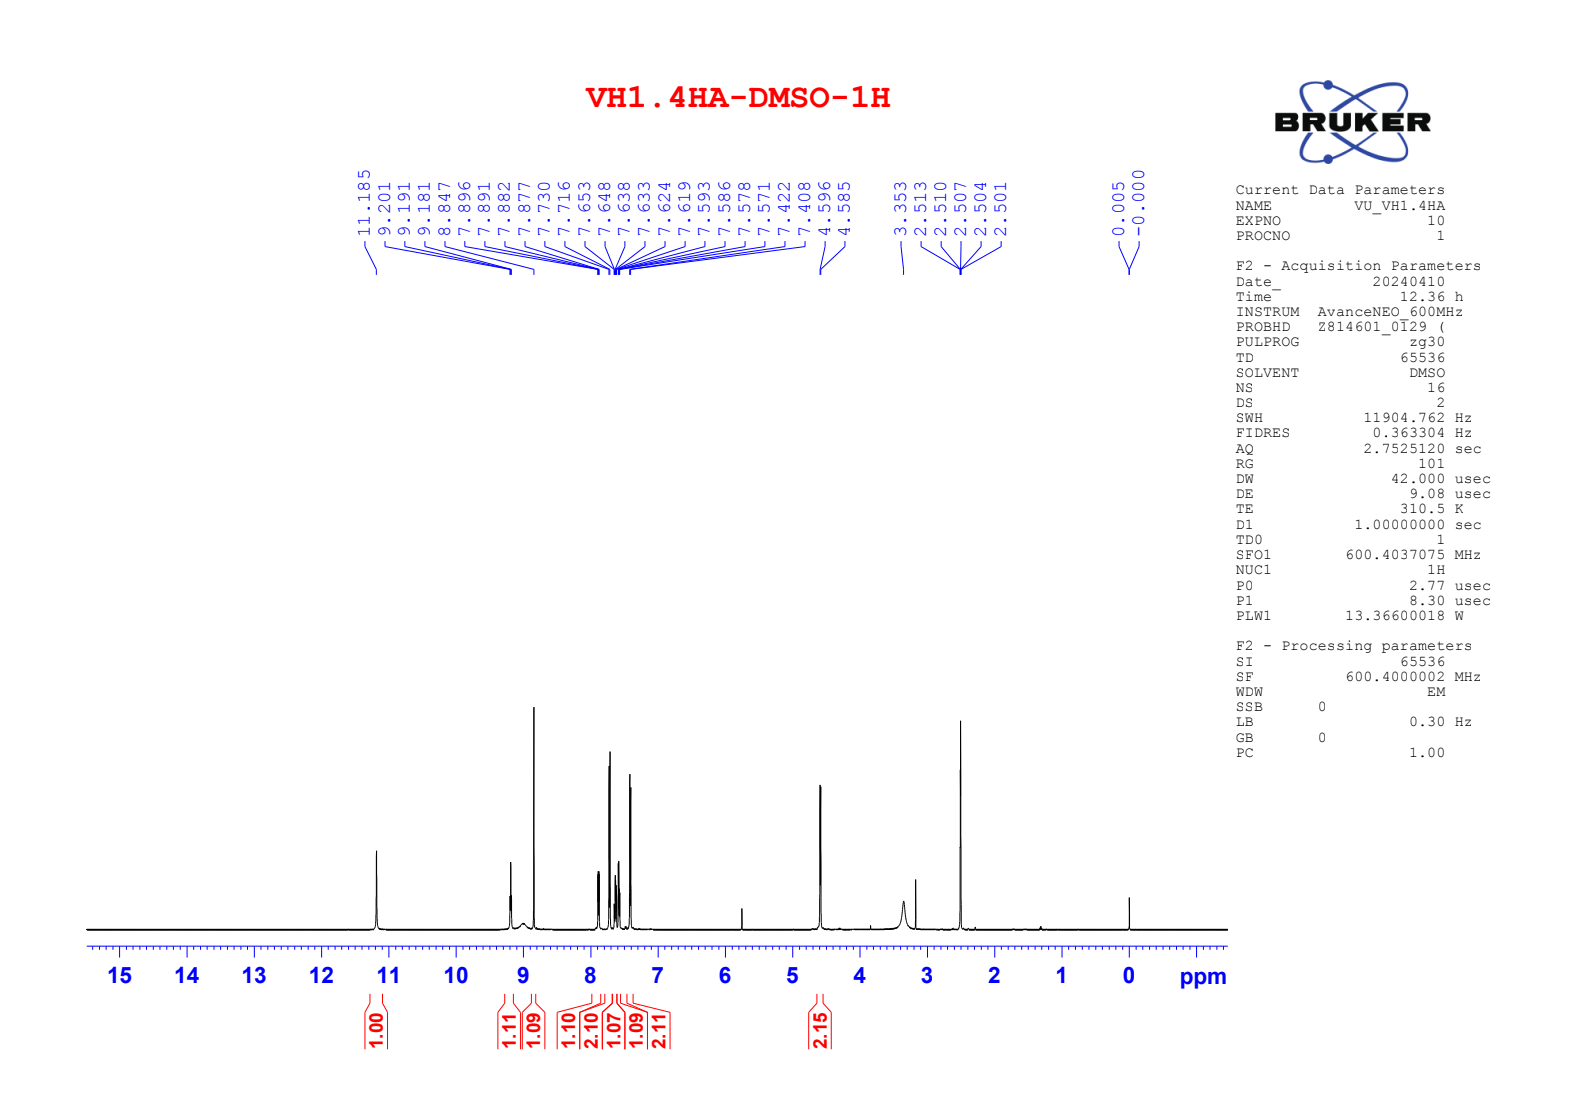 VH1.4HA-DMSO-1H
BRUKER
11.185
9.201
9.191
9.181
8.847
7.896
7.891
7.882
7.877
7.730
7.716
7.653
7.648
7.638
7.633
7.624
7.619
7.593
7.586
7.578
7.571
7.422
7.408
4.596
4.585
3.353
2.513
2.510
2.507
2.504
2.501
0.005
-0.000
Current Data Parameters
NAME VU_VH1.4HA
EXPNO 10
PROCNO 1
F2 - Acquisition Parameters
Date_ 20240410
Time 12.36 h
INSTRUM AvanceNEO_600MHz
PROBHD Z814601_0129 (
PULPROG zg30
TD 65536
SOLVENT DMSO
NS 16
DS 2
SWH 11904.762 Hz
FIDRES 0.363304 Hz
AQ 2.7525120 sec
RG 101
DW 42.000 usec
DE 9.08 usec
TE 310.5 K
D1 1.00000000 sec
TD0 1
SFO1 600.4037075 MHz
NUC1 1H
P0 2.77 usec
P1 8.30 usec
PLW1 13.36600018 W
F2 - Processing parameters
SI 65536
SF 600.4000002 MHz
WDW EM
SSB 0
LB 0.30 Hz
GB 0
PC 1.00
15 14 13 12 11 10 9 8 7 6 5 4 3 2 1 0 ppm
1.00
1.11
1.09
1.10
2.10
1.07
1.09
2.11
2.15